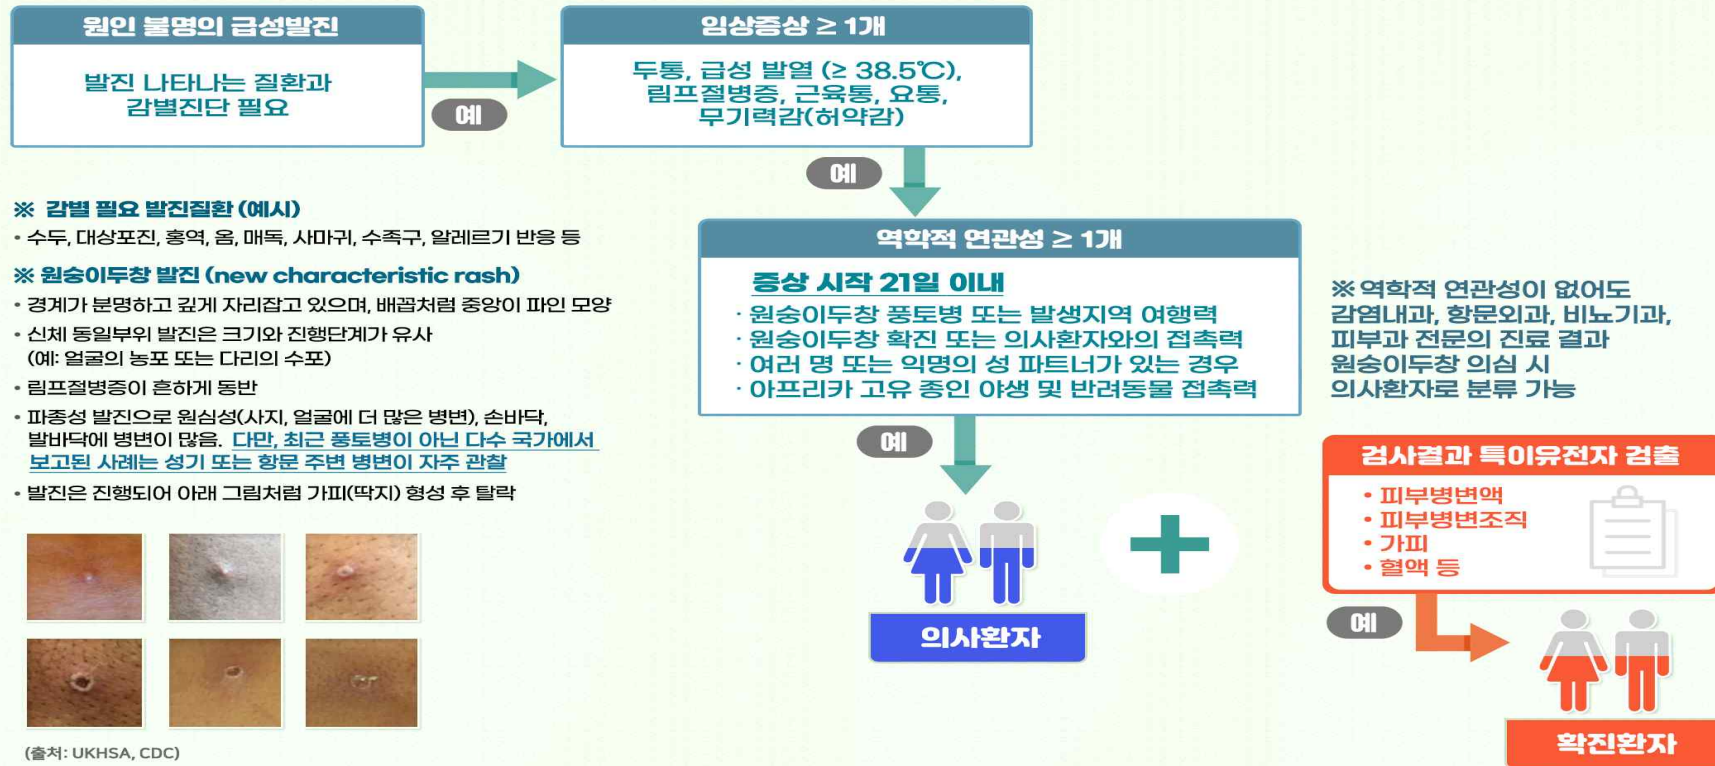 원인 불명의 급성발진
발진 나타나는 질환과
감별진단 필요
예
임상증상 ≥ 1개
두통, 급성 발열 (≥ 38.5℃),
림프절병증, 근육통, 요통,
무기력감(허약감)
예
※ 감별 필요 발진질환 (예시)
• 수두, 대상포진, 홍역, 옴, 매독, 사마귀, 수족구, 알레르기 반응 등
※ 원숭이두창 발진 (new characteristic rash)
• 경계가 분명하고 깊게 자리잡고 있으며, 배꼽처럼 중앙이 파인 모양
• 신체 동일부위 발진은 크기와 진행단계가 유사
(예: 얼굴의 농포 또는 다리의 수포)
• 림프절병증이 흔하게 동반
• 파종성 발진으로 원심성(사지, 얼굴에 더 많은 병변), 손바닥,
발바닥에 병변이 많음. 다만, 최근 풍토병이 아닌 다수 국가에서
보고된 사례는 성기 또는 항문 주변 병변이 자주 관찰
• 발진은 진행되어 아래 그림처럼 가피(딱지) 형성 후 탈락
(출처: UKHSA, CDC)
역학적 연관성 ≥ 1개
증상 시작 21일 이내
· 원숭이두창 풍토병 또는 발생지역 여행력
· 원숭이두창 확진 또는 의사환자와의 접촉력
· 여러 명 또는 익명의 성 파트너가 있는 경우
· 아프리카 고유 종인 야생 및 반려동물 접촉력
예
의사환자
※ 역학적 연관성이 없어도
감염내과, 항문외과, 비뇨기과,
피부과 전문의 진료 결과
원숭이두창 의심 시
의사환자로 분류 가능
검사결과 특이유전자 검출
• 피부병변액
• 피부병변조직
• 가피
• 혈액 등
예
확진환자